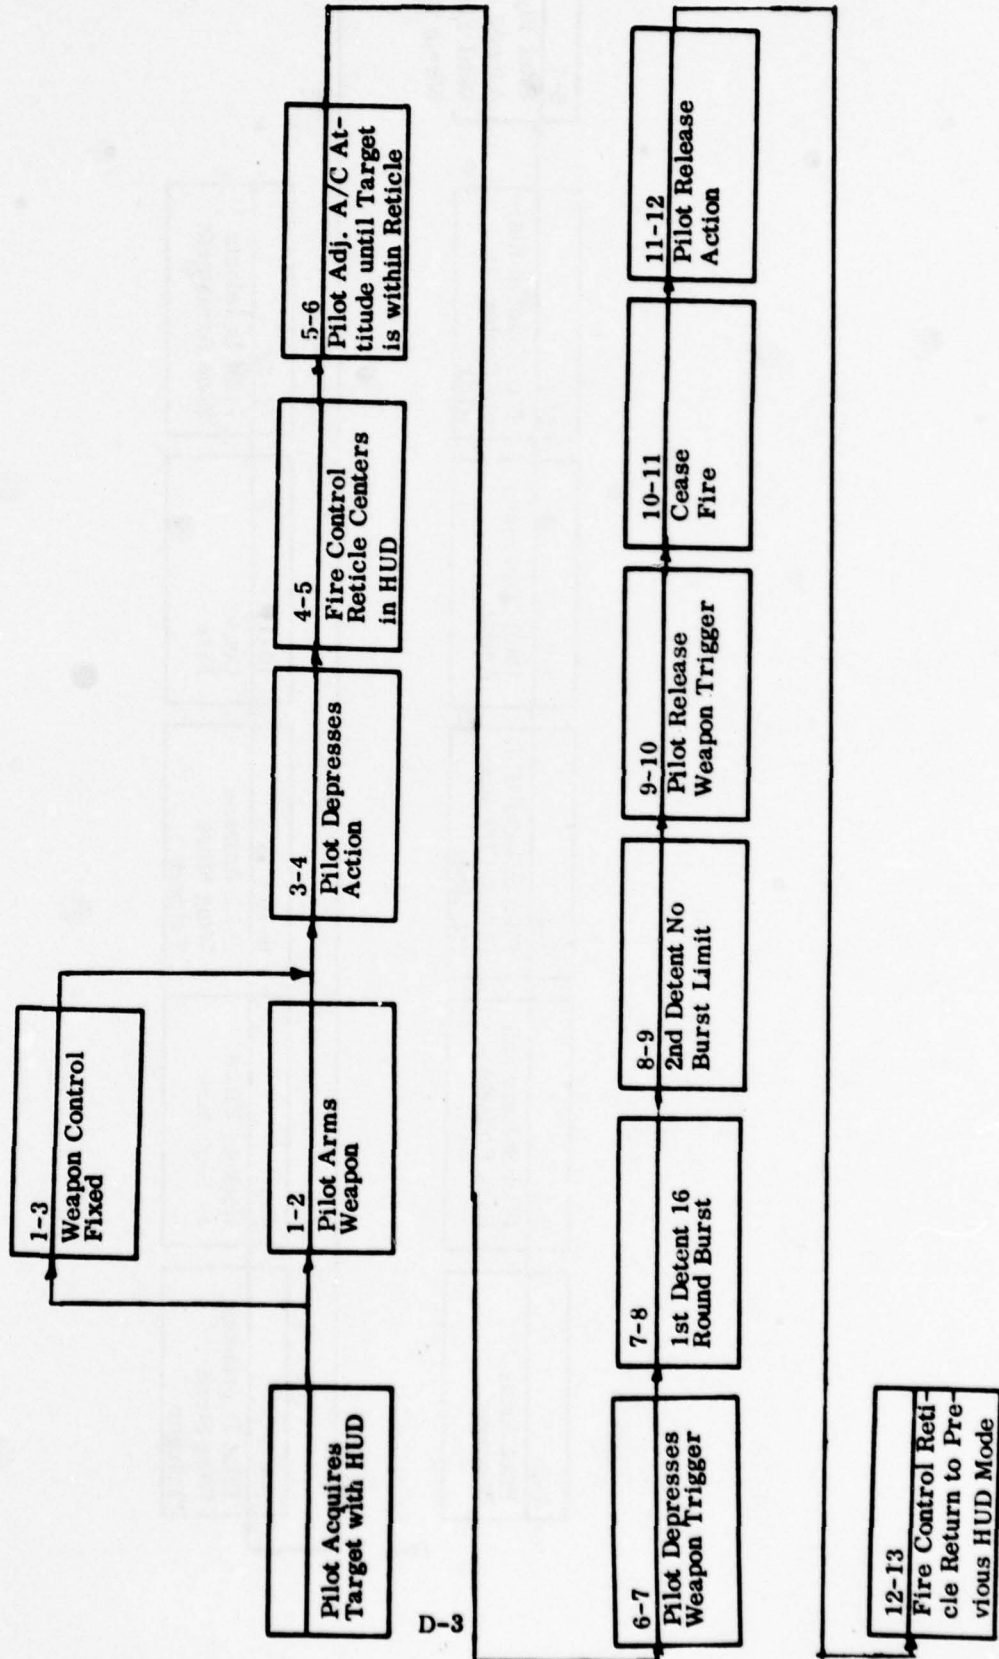 Pilot Acquires
Target with HUD
1-3
Weapon Control
Fixed
1-2
Pilot Arms
Weapon
3-4
Pilot Depresses
Action
4-5
Fire Control
Reticle Centers
in HUD
5-6
Pilot Adj. A/C At-
titude until Target
is within Reticle
6-7
Pilot Depresses
Weapon Trigger
7-8
1st Detent 16
Round Burst
8-9
2nd Detent No
Burst Limit
9-10
Pilot Release
Weapon Trigger
10-11
Cease
Fire
11-12
Pilot Release
Action
12-13
Fire Control Reti-
cle Return to Pre-
vious HUD Mode
D-3